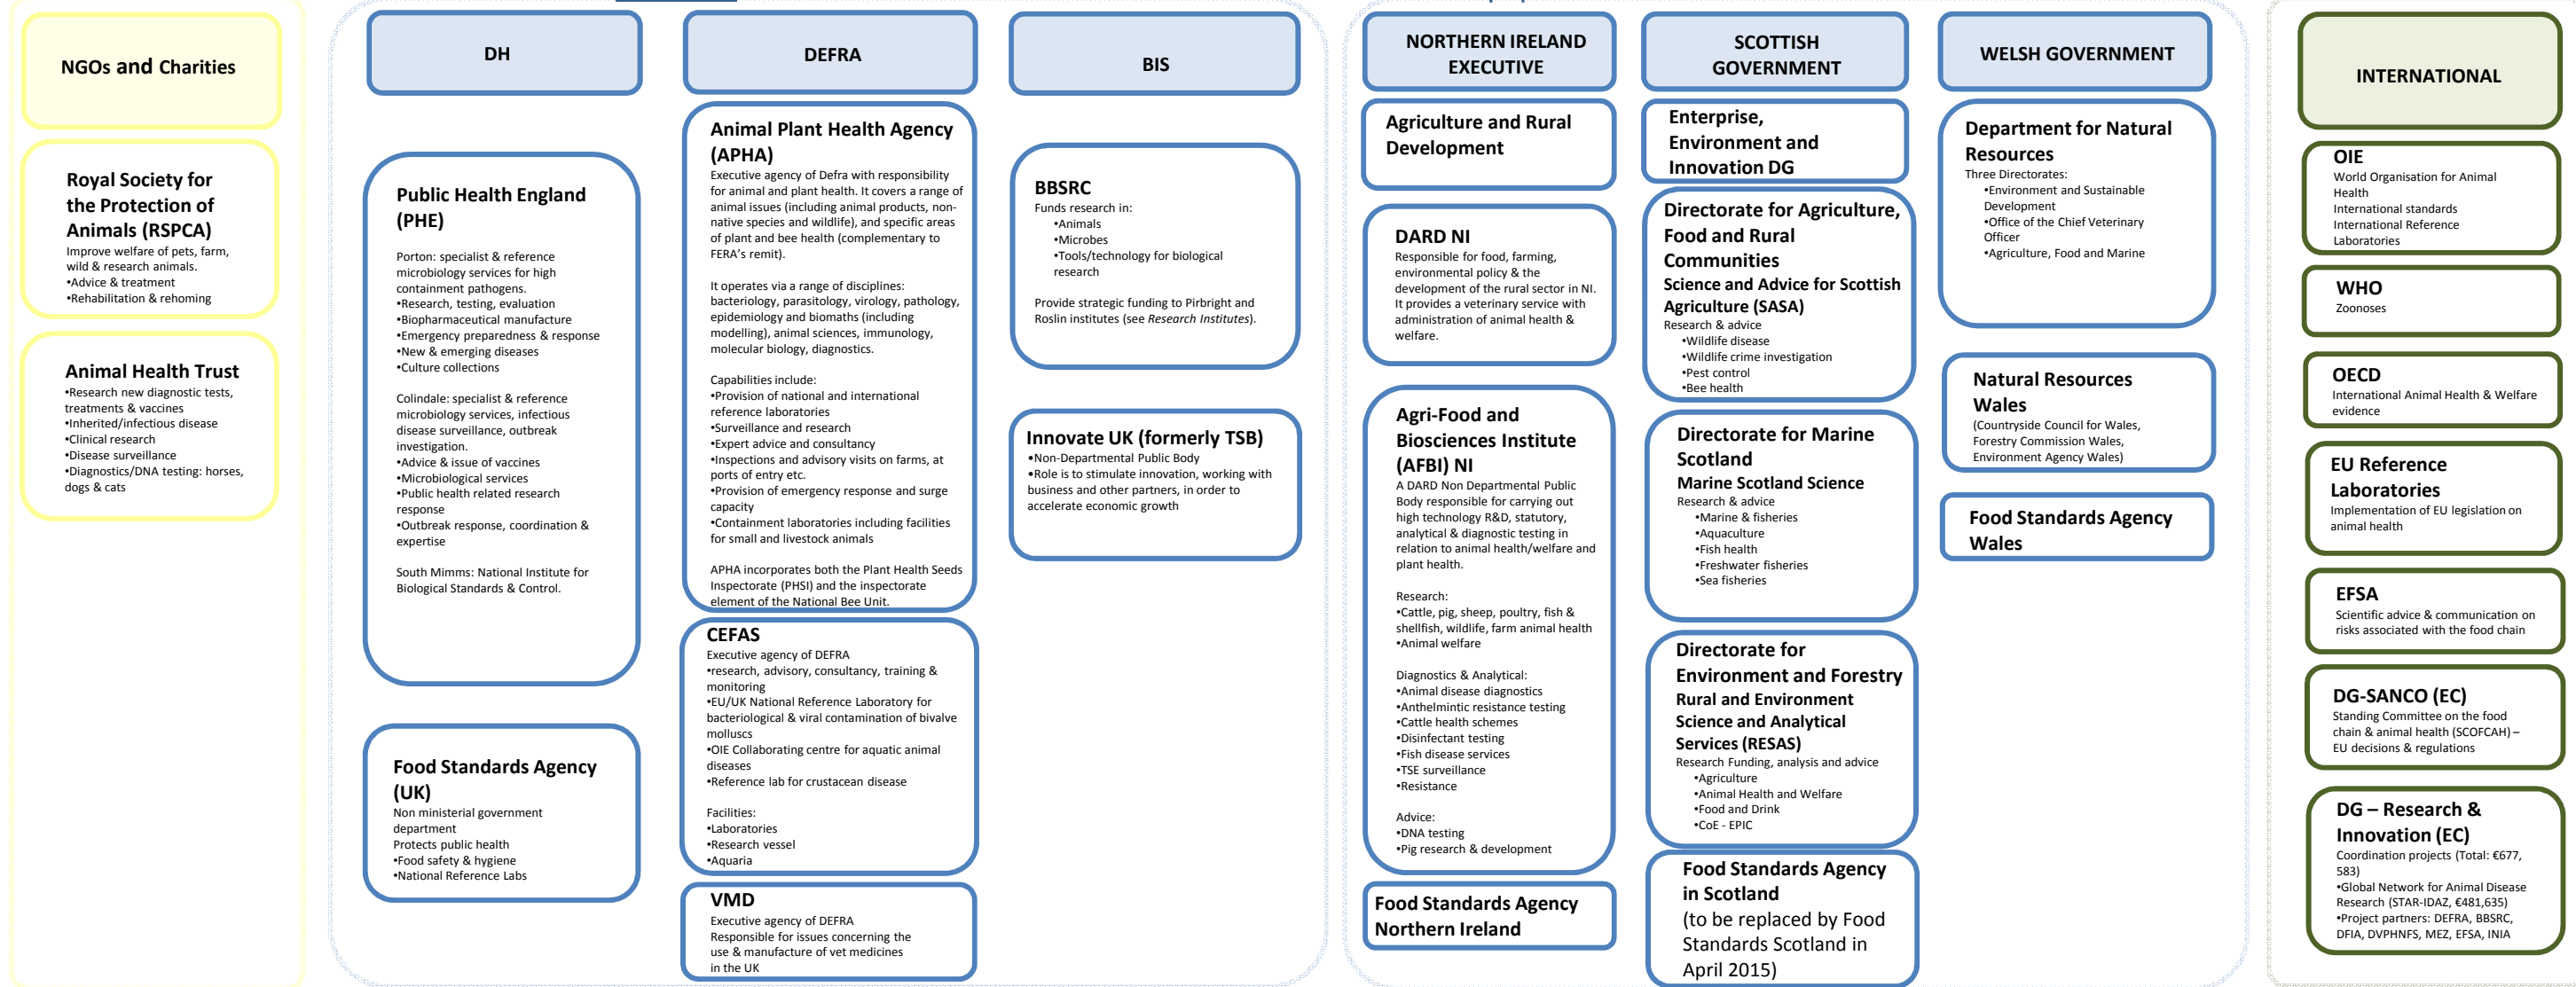 NGOs and Charities
Royal Society for
the Protection of
Animals (RSPCA)
Improve welfare of pets, farm,
wild & research animals.
•Advice & treatment
•Rehabilitation & rehoming
Animal Health Trust
•Research new diagnostic tests,
treatments & vaccines
•Inherited/infectious disease
•Clinical research
•Disease surveillance
•Diagnostics/DNA testing: horses,
dogs & cats
DH
Public Health England
(PHE)
Porton: specialist & reference
microbiology services for high
containment pathogens.
•Research, testing, evaluation
•Biopharmaceutical manufacture
•Emergency preparedness & response
•New & emerging diseases
•Culture collections
Colindale: specialist & reference
microbiology services, infectious
disease surveillance, outbreak
investigation.
•Advice & issue of vaccines
•Microbiological services
•Public health related research
response
•Outbreak response, coordination &
expertise
South Mimms: National Institute for
Biological Standards & Control.
Food Standards Agency
(UK)
Non ministerial government
department
Protects public health
•Food safety & hygiene
•National Reference Labs
DEFRA
Animal Plant Health Agency
(APHA)
Executive agency of Defra with responsibility
for animal and plant health. It covers a range of
animal issues (including animal products, non-
native species and wildlife), and specific areas
of plant and bee health (complementary to
FERA's remit).
It operates via a range of disciplines:
bacteriology, parasitology, virology, pathology,
epidemiology and biomaths (including
modelling), animal sciences, immunology,
molecular biology, diagnostics.
Capabilities include:
•Provision of national and international
reference laboratories
•Surveillance and research
•Expert advice and consultancy
•Inspections and advisory visits on farms, at
ports of entry etc.
•Provision of emergency response and surge
capacity
•Containment laboratories including facilities
for small and livestock animals
APHA incorporates both the Plant Health Seeds
Inspectorate (PHSI) and the inspectorate
element of the National Bee Unit.
CEFAS
Executive agency of DEFRA
•research, advisory, consultancy, training &
monitoring
•EU/UK National Reference Laboratory for
bacteriological & viral contamination of bivalve
molluscs
•OIE Collaborating centre for aquatic animal
diseases
•Reference lab for crustacean disease
Facilities:
•Laboratories
•Research vessel
•Aquaria
VMD
Executive agency of DEFRA
Responsible for issues concerning the
use & manufacture of vet medicines
in the UK
BIS
BBSRC
Funds research in:
•Animals
•Microbes
•Tools/technology for biological
research
Provide strategic funding to Pirbright and
Roslin institutes (see Research Institutes).
Innovate UK (formerly TSB)
•Non-Departmental Public Body
•Role is to stimulate innovation, working with
business and other partners, in order to
accelerate economic growth
NORTHERN IRELAND
EXECUTIVE
Agriculture and Rural
Development
DARD NI
Responsible for food, farming,
environmental policy & the
development of the rural sector in NI.
It provides a veterinary service with
administration of animal health &
welfare.
Agri-Food and
Biosciences Institute
(AFBI) NI
A DARD Non Departmental Public
Body responsible for carrying out
high technology R&D, statutory,
analytical & diagnostic testing in
relation to animal health/welfare and
plant health.
Research:
•Cattle, pig, sheep, poultry, fish &
shellfish, wildlife, farm animal health
•Animal welfare
Diagnostics & Analytical:
•Animal disease diagnostics
•Anthelmintic resistance testing
•Cattle health schemes
•Disinfectant testing
•Fish disease services
•TSE surveillance
•Resistance
Advice:
•DNA testing
•Pig research & development
Food Standards Agency
Northern Ireland
SCOTTISH
GOVERNMENT
Enterprise,
Environment and
Innovation DG
Directorate for Agriculture,
Food and Rural
Communities
Science and Advice for Scottish
Agriculture (SASA)
Research & advice
•Wildlife disease
•Wildlife crime investigation
•Pest control
•Bee health
Directorate for Marine
Scotland
Marine Scotland Science
Research & advice
•Marine & fisheries
•Aquaculture
•Fish health
•Freshwater fisheries
•Sea fisheries
Directorate for
Environment and Forestry
Rural and Environment
Science and Analytical
Services (RESAS)
Research Funding, analysis and advice
•Agriculture
•Animal Health and Welfare
•Food and Drink
•CoE - EPIC
Food Standards Agency
in Scotland
(to be replaced by Food
Standards Scotland in
April 2015)
WELSH GOVERNMENT
Department for Natural
Resources
Three Directorates:
•Environment and Sustainable
Development
•Office of the Chief Veterinary
Officer
•Agriculture, Food and Marine
Natural Resources
Wales
(Countryside Council for Wales,
Forestry Commission Wales,
Environment Agency Wales)
Food Standards Agency
Wales
INTERNATIONAL
OIE
World Organisation for Animal
Health
International standards
International Reference
Laboratories
WHO
Zoonoses
OECD
International Animal Health & Welfare
evidence
EU Reference
Laboratories
Implementation of EU legislation on
animal health
EFSA
Scientific advice & communication on
risks associated with the food chain
DG-SANCO (EC)
Standing Committee on the food
chain & animal health (SCOFCAH) –
EU decisions & regulations
DG – Research &
Innovation (EC)
Coordination projects (Total: €677,
583)
•Global Network for Animal Disease
Research (STAR-IDAZ, €481,635)
•Project partners: DEFRA, BBSRC,
DFIA, DVPHNFS, MEZ, EFSA, INIA